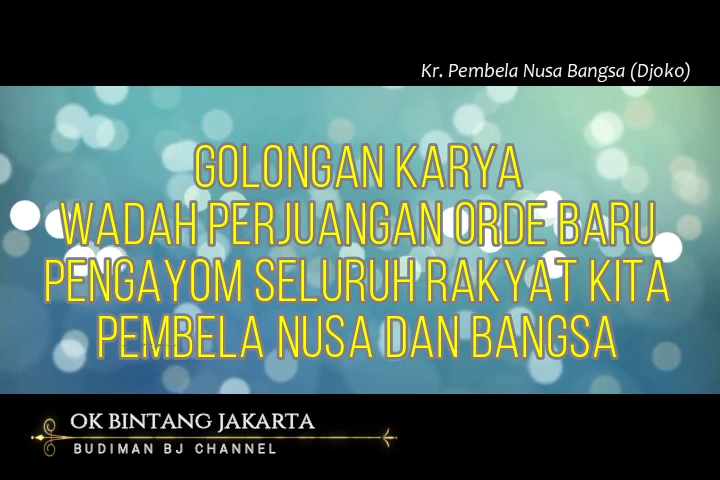 Kr. Pembela Nusa Bangsa (Djoko)
GOLONGAN KARYA
WADAH PERJUANGAN ORDE BARU
PENGAYOM SELURUH RAKYAT KITA
PEMBELA NUSA DAN BANGSA
OK BINTANG JAKARTA
BUDIMAN BJ CHANNEL